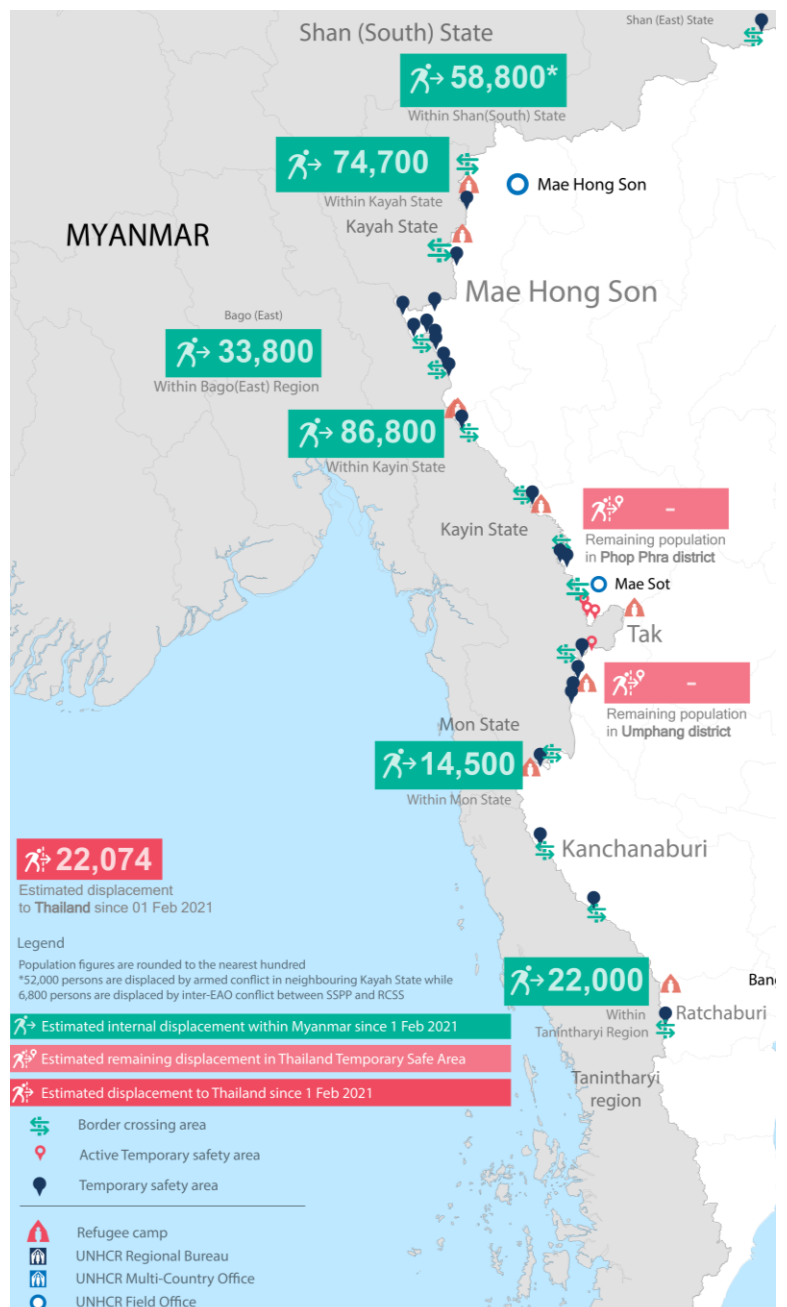 Shan (South) State
Shan (East) State
58,800*
Within Shan(South) State
74,700
Within Kayah State
Mae Hong Son
Kayah State
MYANMAR
Mae Hong Son
Bago (East)
33,800
Within Bago(East) Region
86,800
Within Kayin State
Kayin State
-
Remaining population
in Phop Phra district
Mae Sot
Tak
-
Remaining population
in Umphang district
Mon State
14,500
Within Mon State
Kanchanaburi
22,074
Estimated displacement
to Thailand since 01 Feb 2021
Legend
Population figures are rounded to the nearest hundred
*52,000 persons are displaced by armed conflict in neighbouring Kayah State while
6,800 persons are displaced by inter-EAO conflict between SSPP and RCSS
22,000
Within
Tanintharyi Region
Ban
Ratchaburi
Tanintharyi
region
Estimated internal displacement within Myanmar since 1 Feb 2021
Estimated remaining displacement in Thailand Temporary Safe Area
Estimated displacement to Thailand since 1 Feb 2021
Border crossing area
Active Temporary safety area
Temporary safety area
Refugee camp
UNHCR Regional Bureau
UNHCR Multi-Country Office
UNHCR Field Office